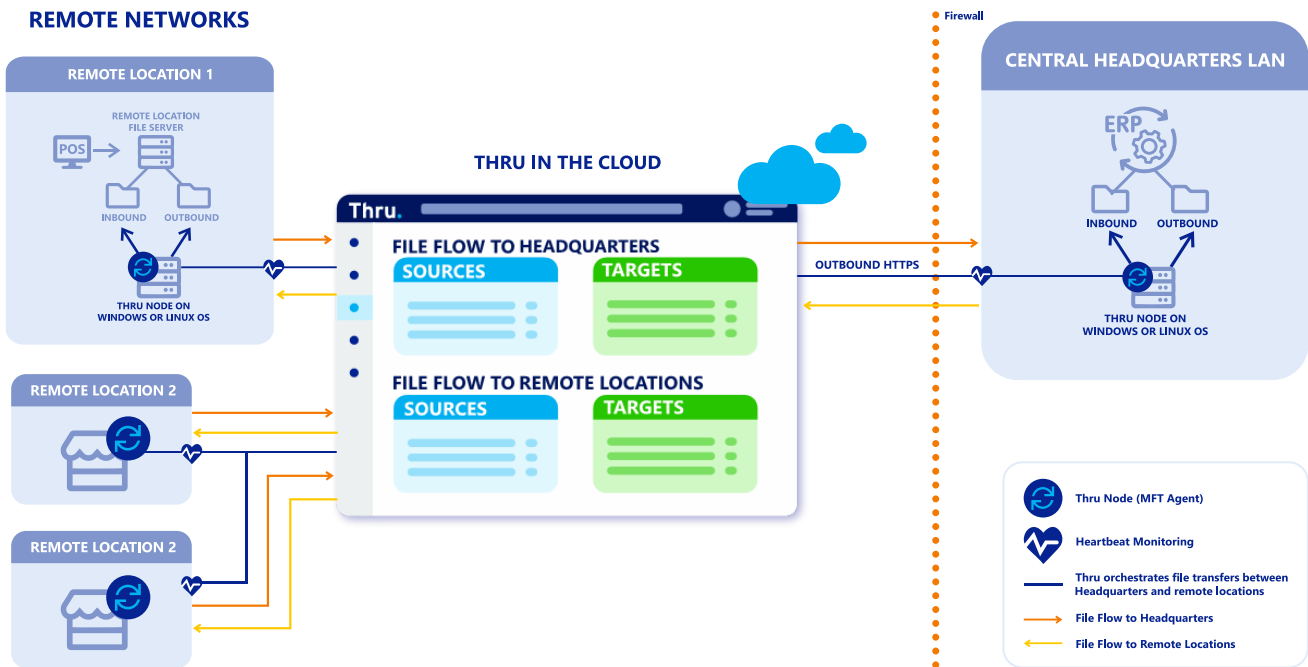 REMOTE NETWORKS
REMOTE LOCATION 1
REMOTE LOCATION
FILE SERVER
POS
INBOUND
OUTBOUND
THRU NODE ON
WINDOWS OR LINUX OS
REMOTE LOCATION 2
REMOTE LOCATION 2
THRU IN THE CLOUD
Thru.
FILE FLOW TO HEADQUARTERS
SOURCES
TARGETS
FILE FLOW TO REMOTE LOCATIONS
SOURCES
TARGETS
OUTBOUND HTTPS
Firewall
CENTRAL HEADQUARTERS LAN
ERP
INBOUND
OUTBOUND
THRU NODE ON
WINDOWS OR LINUX OS
Thru Node (MFT Agent)
Heartbeat Monitoring
Thru orchestrates file transfers between
Headquarters and remote locations
File Flow to Headquarters
File Flow to Remote Locations